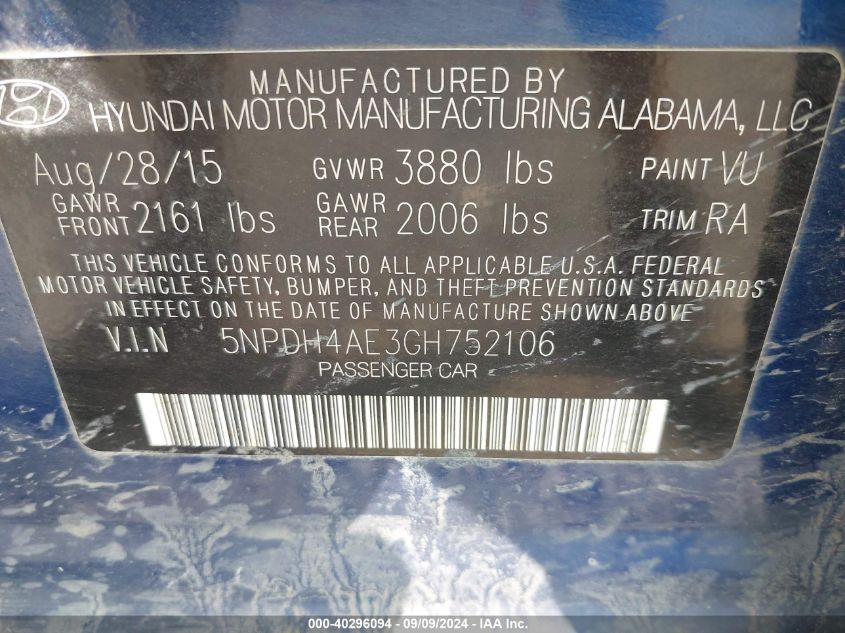 MANUFACTURED BY
HYUNDAI MOTOR MANUFACTURING ALABAMA, LLC
Aug/28/15 GVWR 3880 lbs PAINT VU
GAWR FRONT 2161 lbs GAWR REAR 2006 lbs TRIM RA
THIS VEHICLE CONFORMS TO ALL APPLICABLE U.S.A. FEDERAL
MOTOR VEHICLE SAFETY, BUMPER, AND THEFT PREVENTION STANDARDS
IN EFFECT ON THE DATE OF MANUFACTURE SHOWN ABOVE
V.I.N 5NPDH4AE3GH752106
PASSENGER CAR
000-40296094 - 09/09/2024 - IAA Inc.